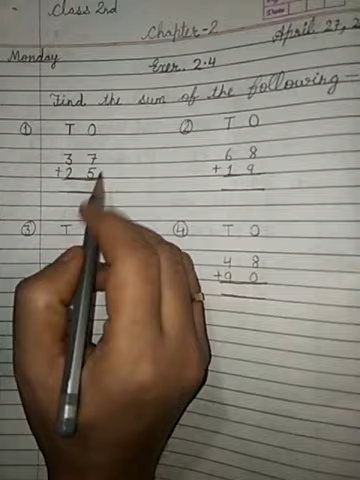 Class 2nd
Chapter-2
April 27, 2
Monday
Exer. 2.4
Find the sum of the following-
① T O
3 7
+2 5
② T O
6 8
+1 9
③ T
④ T O
4 8
+9 0